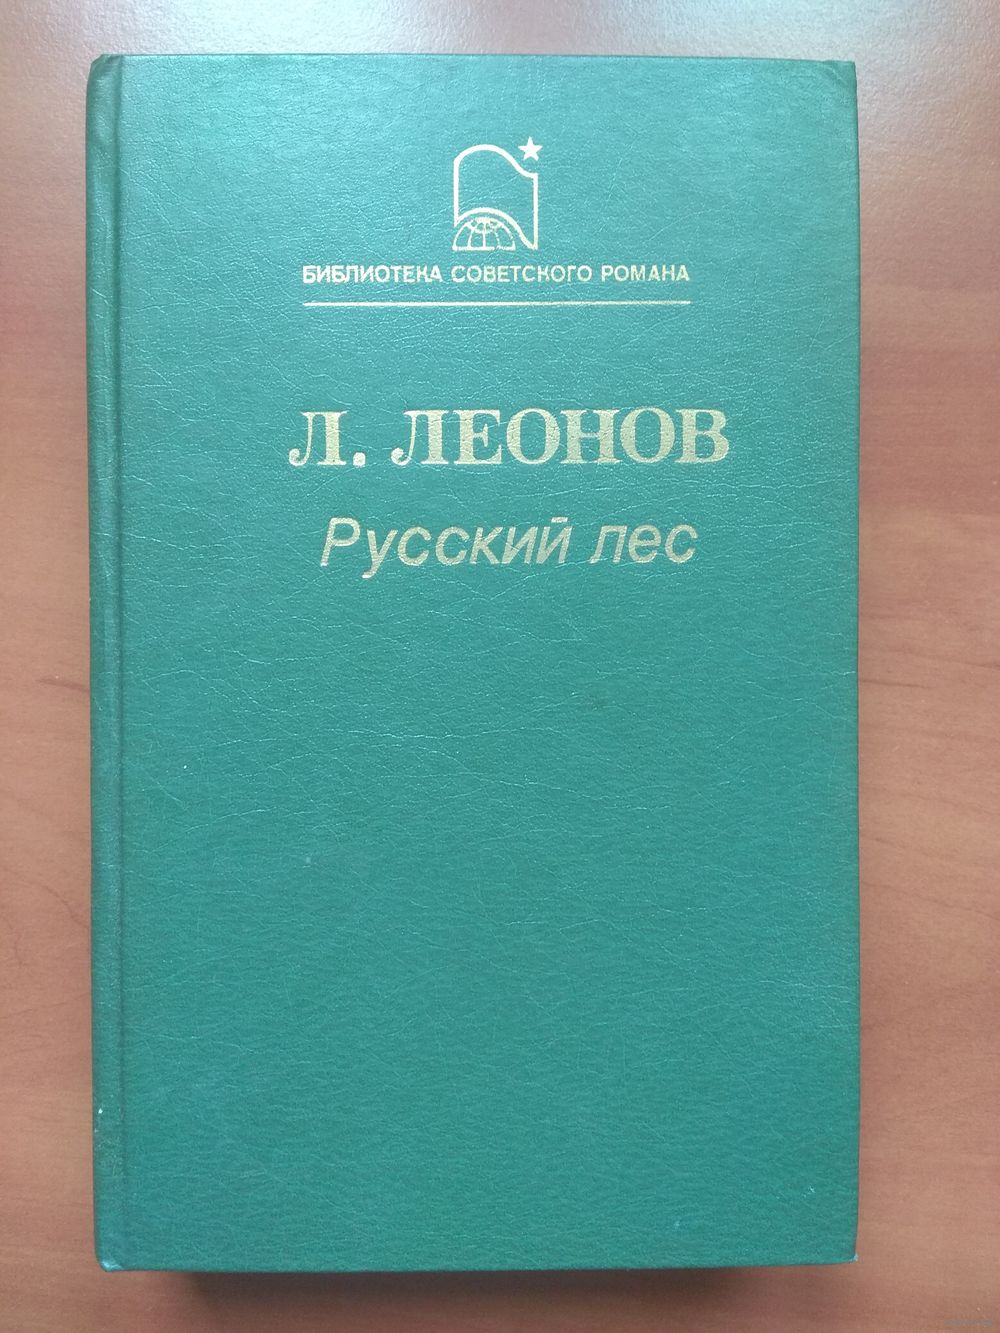 БИБЛИОТЕКА СОВЕТСКОГО РОМАНА
Л. ЛЕОНОВ
Русский лес